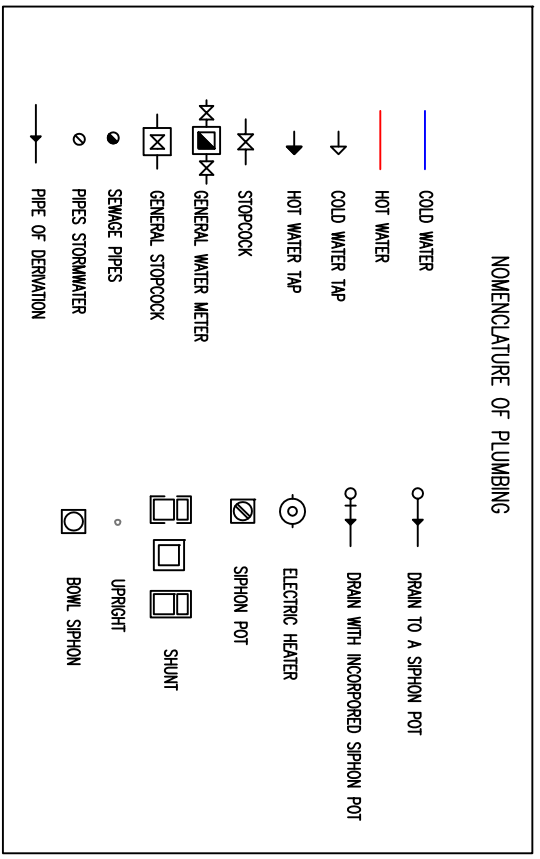 NOMENCLATURE OF PLUMBING
COLD WATER
HOT WATER
COLD WATER TAP
HOT WATER TAP
STOPCOCK
GENERAL WATER METER
GENERAL STOPCOCK
SEWAGE PIPES
PIPES STORMWATER
PIPE OF DERIVATION
DRAIN TO A SIPHON POT
DRAIN WITH INCORPORED SIPHON POT
ELECTRIC HEATER
SIPHON POT
SHUNT
UPRIGHT
BOWL SIPHON